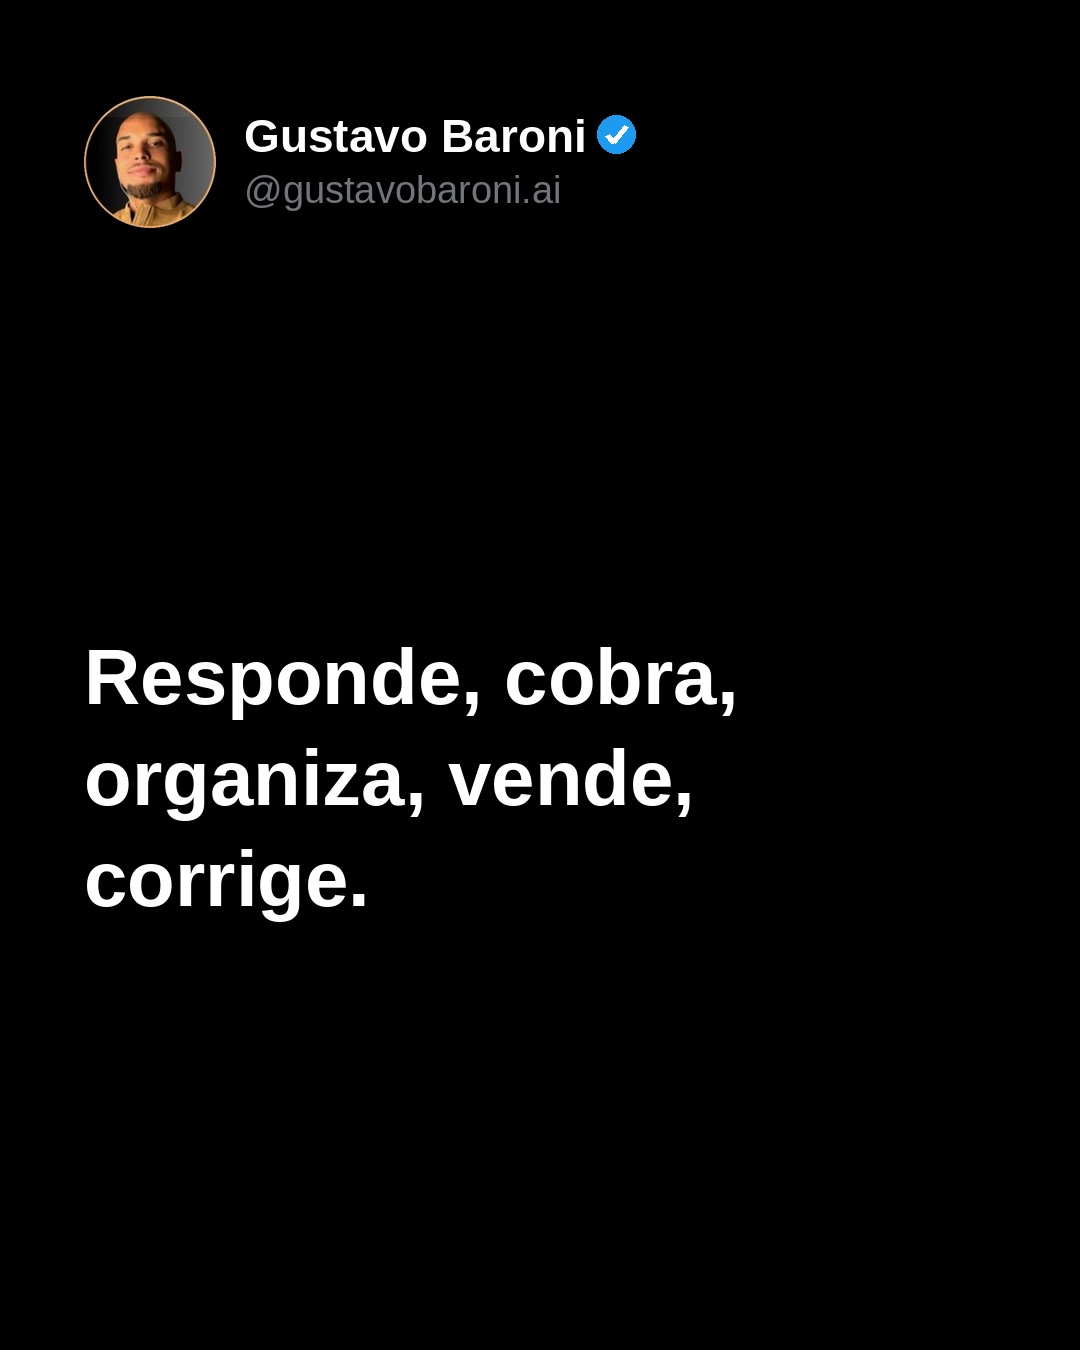 Gustavo Baroni
@gustavobaroni.ai
Responde, cobra,
organiza, vende,
corrige.